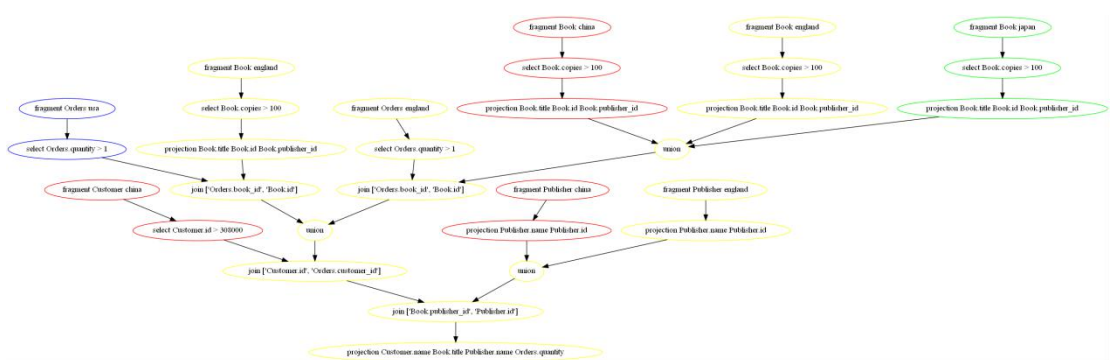 fragment Book china
fragment Book england
fragment Book japan
fragment Book england
select Book.copies > 100
select Book.copies > 100
select Book.copies > 100
fragment Orders usa
select Book.copies > 100
fragment Orders england
projection Book.title Book.id Book.publisher_id
projection Book.title Book.id Book.publisher_id
projection Book.title Book.id Book.publisher_id
select Orders.quantity > 1
projection Book.title Book.id Book.publisher_id
select Orders.quantity > 1
union
fragment Customer china
join ['Orders.book_id', 'Book.id']
join ['Orders.book_id', 'Book.id']
fragment Publisher china
fragment Publisher england
select Customer.id > 308000
union
projection Publisher.name Publisher.id
projection Publisher.name Publisher.id
join ['Customer.id', 'Orders.customer_id']
union
join ['Book.publisher_id', 'Publisher.id']
projection Customer.name Book.title Publisher.name Orders.quantity